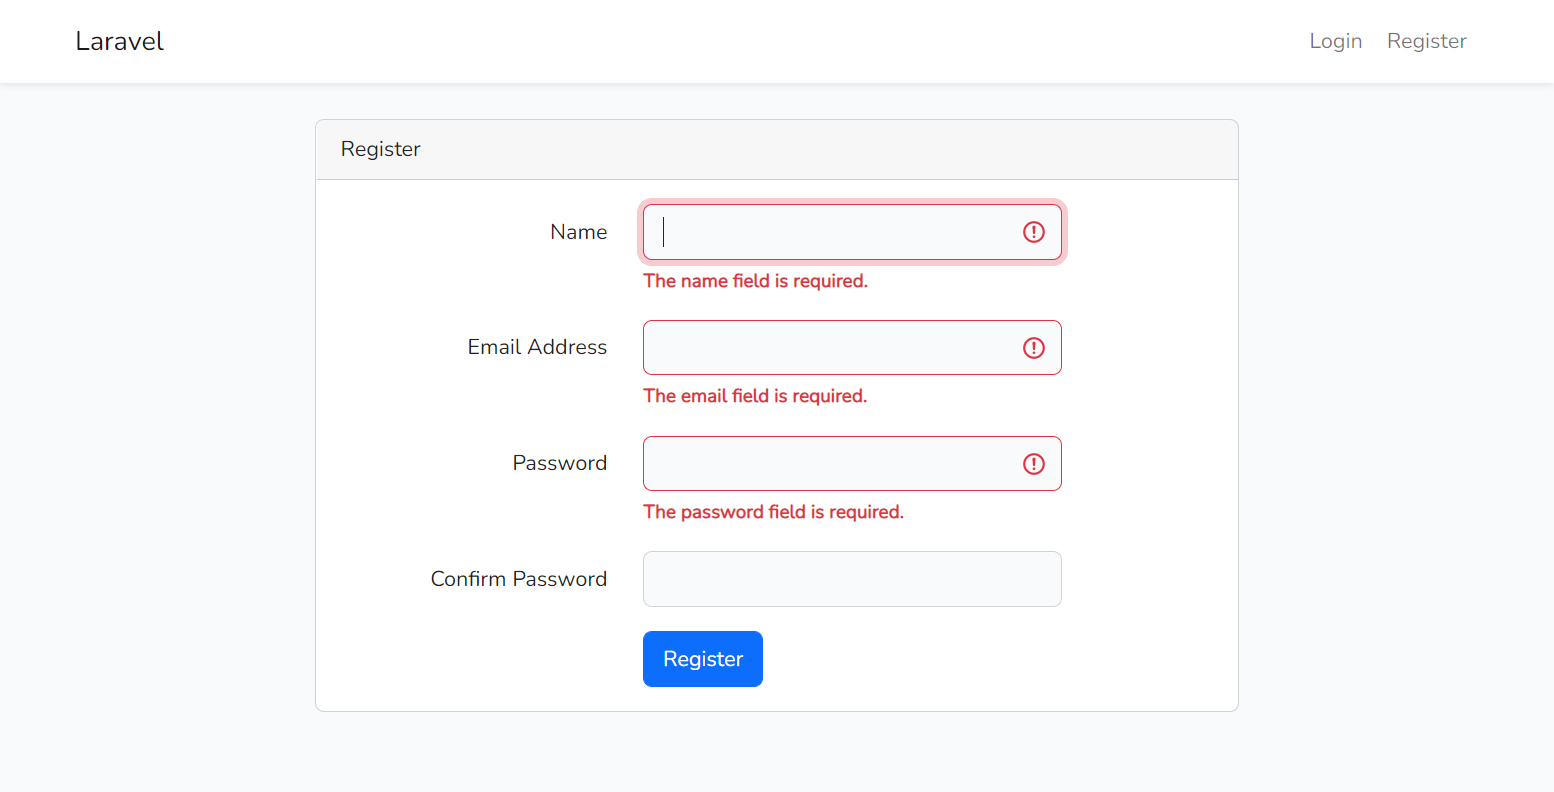 Laravel
Login Register
Register
Name
The name field is required.
Email Address
The email field is required.
Password
The password field is required.
Confirm Password
Register